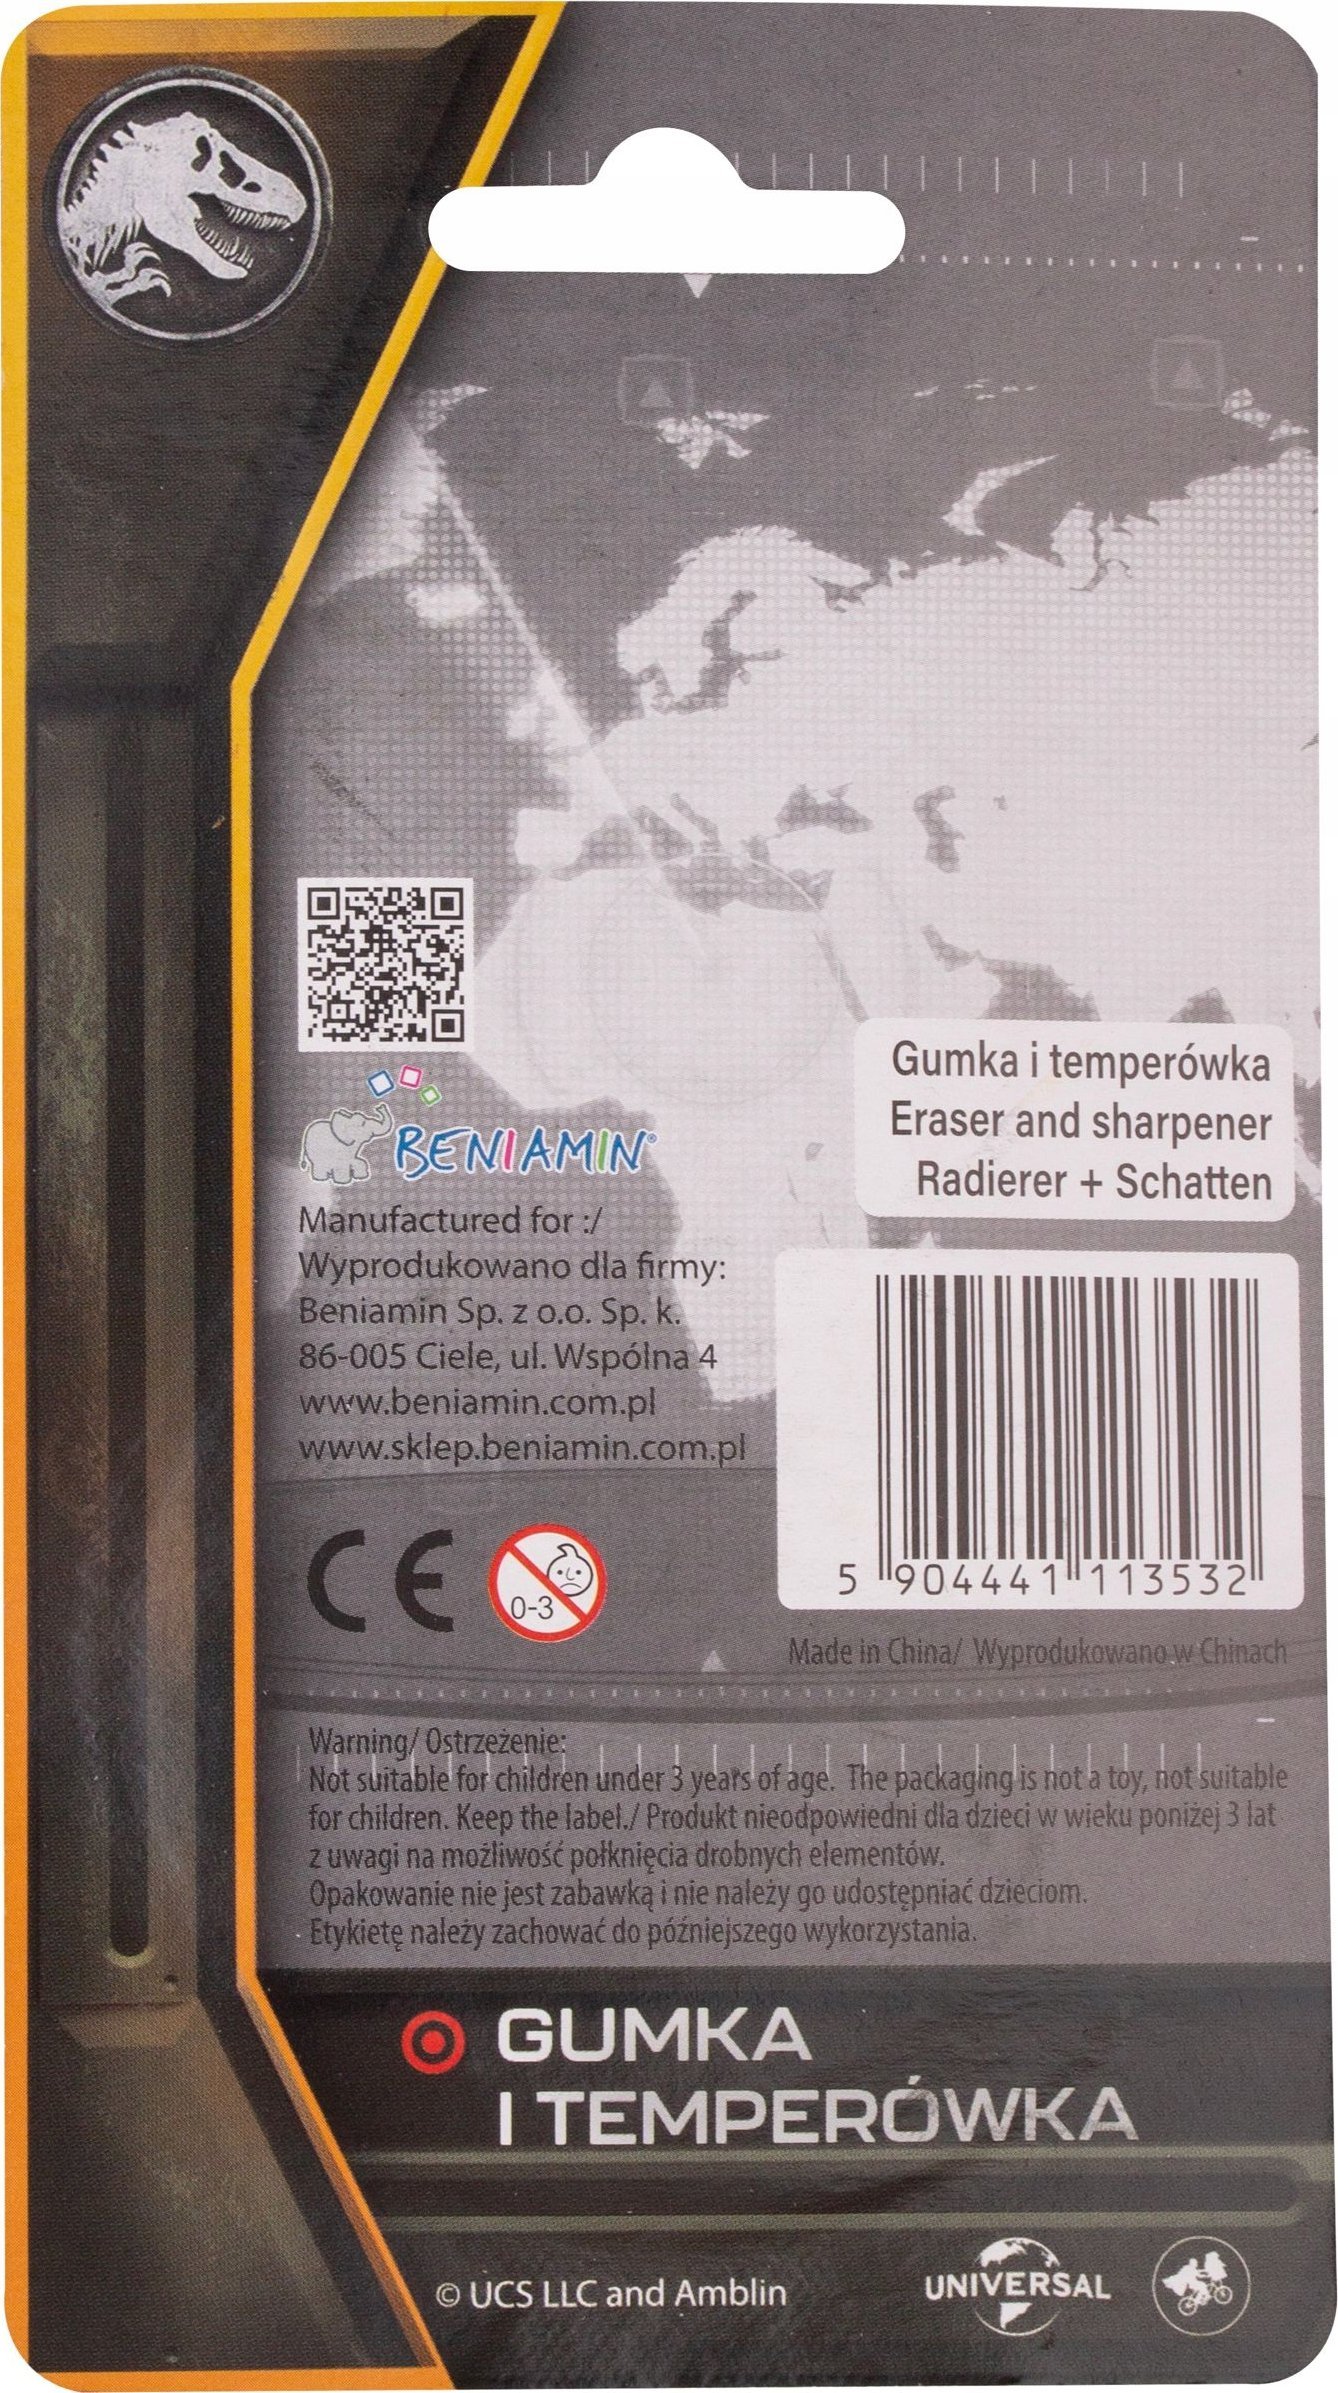 Gumka i temperówka
Eraser and sharpener
Radierer + Schatten
BENIAMIN®
Manufactured for :/
Wyprodukowano dla firmy:
Beniamin Sp. z o.o. Sp. k.
86-005 Ciele, ul. Wspólna 4
www.beniamin.com.pl
www.sklep.beniamin.com.pl
CE
0-3
5 904441 113532
Made in China/ Wyprodukowano w Chinach
Warning/ Ostrzeżenie:
Not suitable for children under 3 years of age. The packaging is not a toy, not suitable
for children. Keep the label./ Produkt nieodpowiedni dla dzieci w wieku poniżej 3 lat
z uwagi na możliwość połknięcia drobnych elementów.
Opakowanie nie jest zabawką i nie należy go udostępniać dzieciom.
Etykietę należy zachować do późniejszego wykorzystania.
GUMKA
I TEMPERÓWKA
© UCS LLC and Amblin
UNIVERSAL